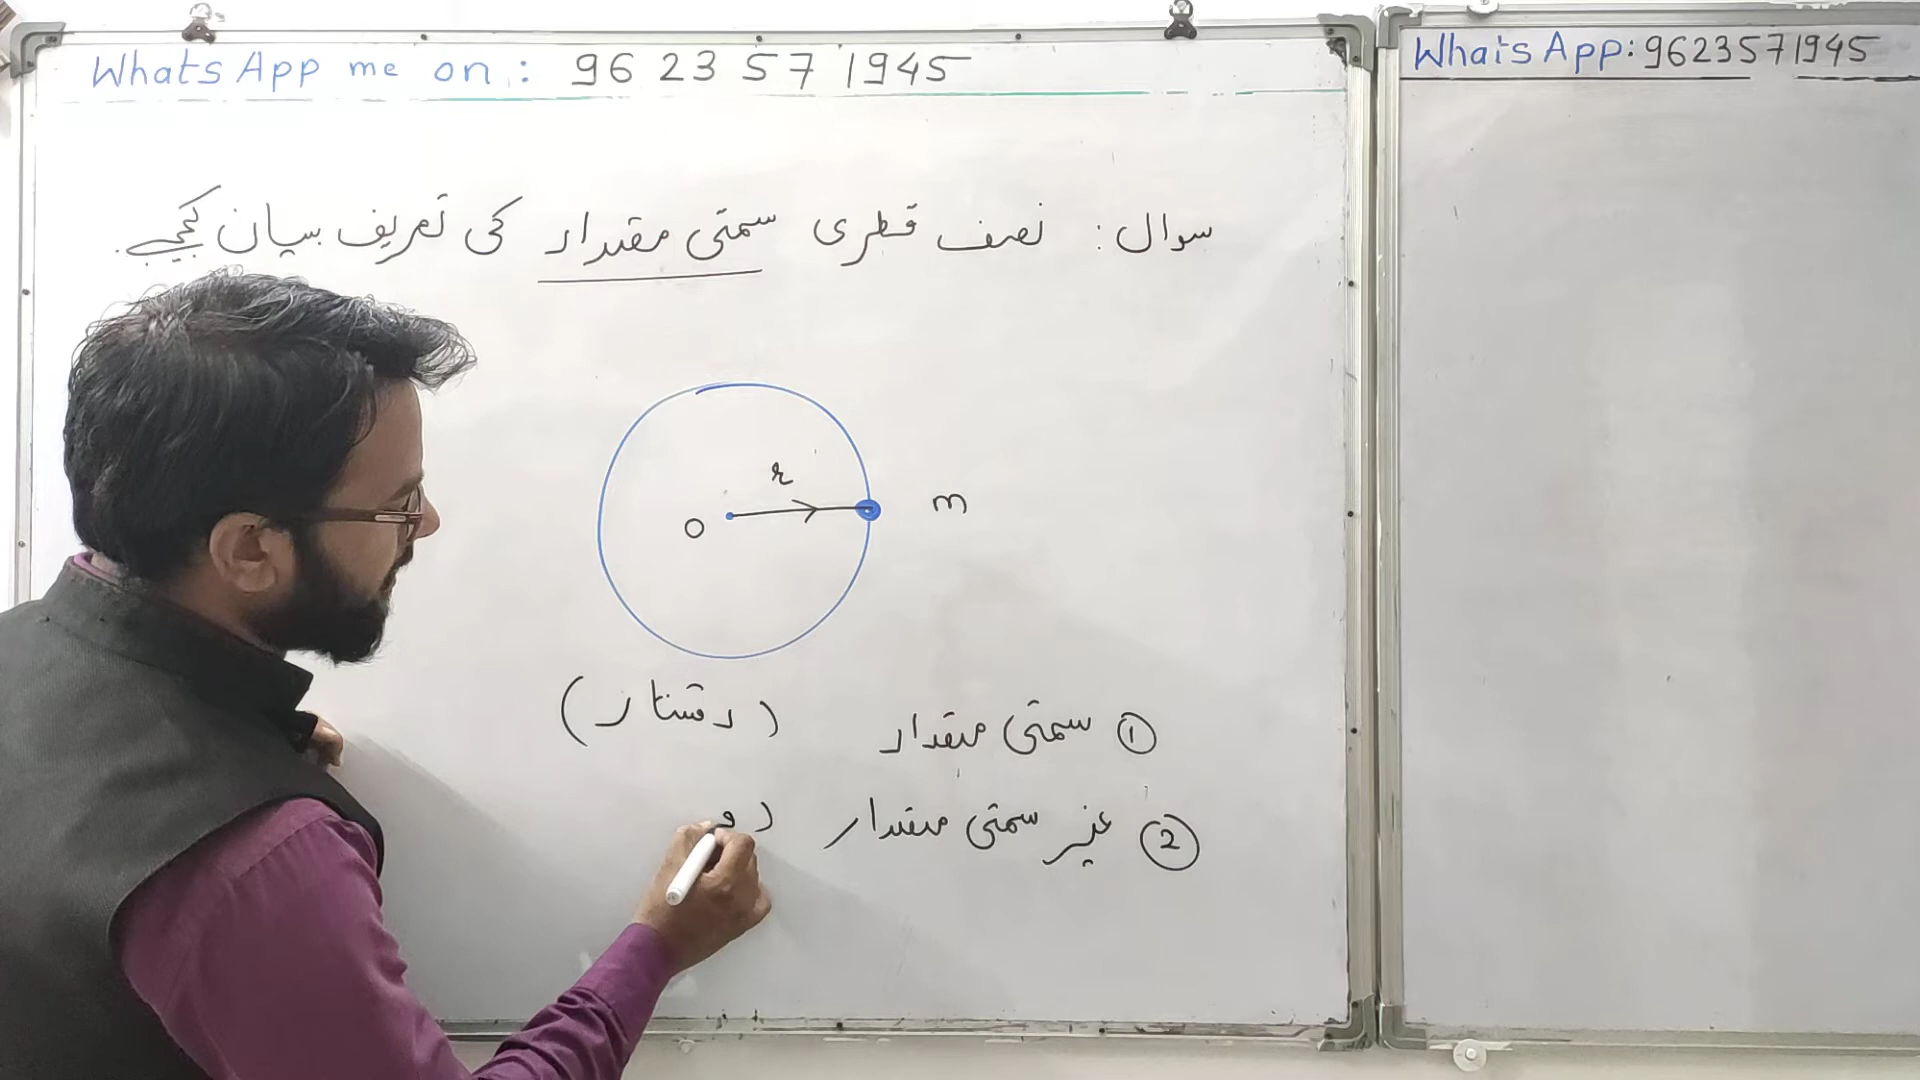 WhatsApp me on : 96 23 57 1945
WhatsApp: 9623571945
سوال : نصف قطری سمتی مقدار کی تعریف بیان کیجیے۔
r
O
m
① سمتی مقدار (رفتار)
② غیر سمتی مقدار (